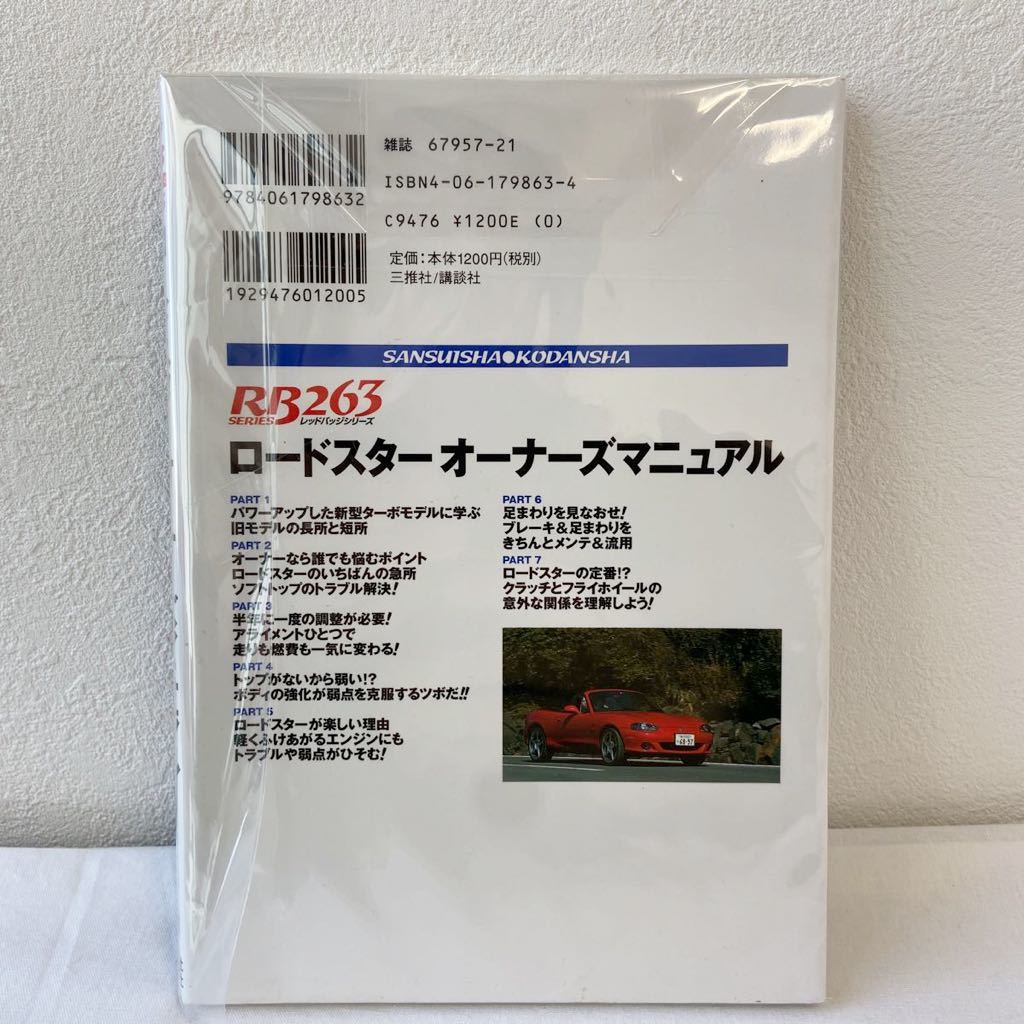 9784061798632
雑誌 67957-21
ISBN4-06-179863-4
C9476 ¥1200E (0)
1929476012005
定価:本体1200円(税別)
三推社/講談社
SANSUISHA●KODANSHA
RB263
SERIES レッドバッジシリーズ
ロードスター オーナーズマニュアル
PART 1
パワーアップした新型ターボモデルに学ぶ
旧モデルの長所と短所
PART 2
オーナーなら誰でも悩むポイント
ロードスターのいちばんの急所
ソフトトップのトラブル解決!
PART 3
半年に一度の調整が必要!
アライメントひとつで
走りも燃費も一気に変わる!
PART 4
トップがないから弱い!?
ボディの強化が弱点を克服するツボだ!!
PART 5
ロードスターが楽しい理由
軽くふけあがるエンジンにも
トラブルや弱点がひそむ!
PART 6
足まわりを見なおせ!
ブレーキ&足まわりを
きちんとメンテ&流用
PART 7
ロードスターの定番!?
クラッチとフライホイールの
意外な関係を理解しよう!
68-57